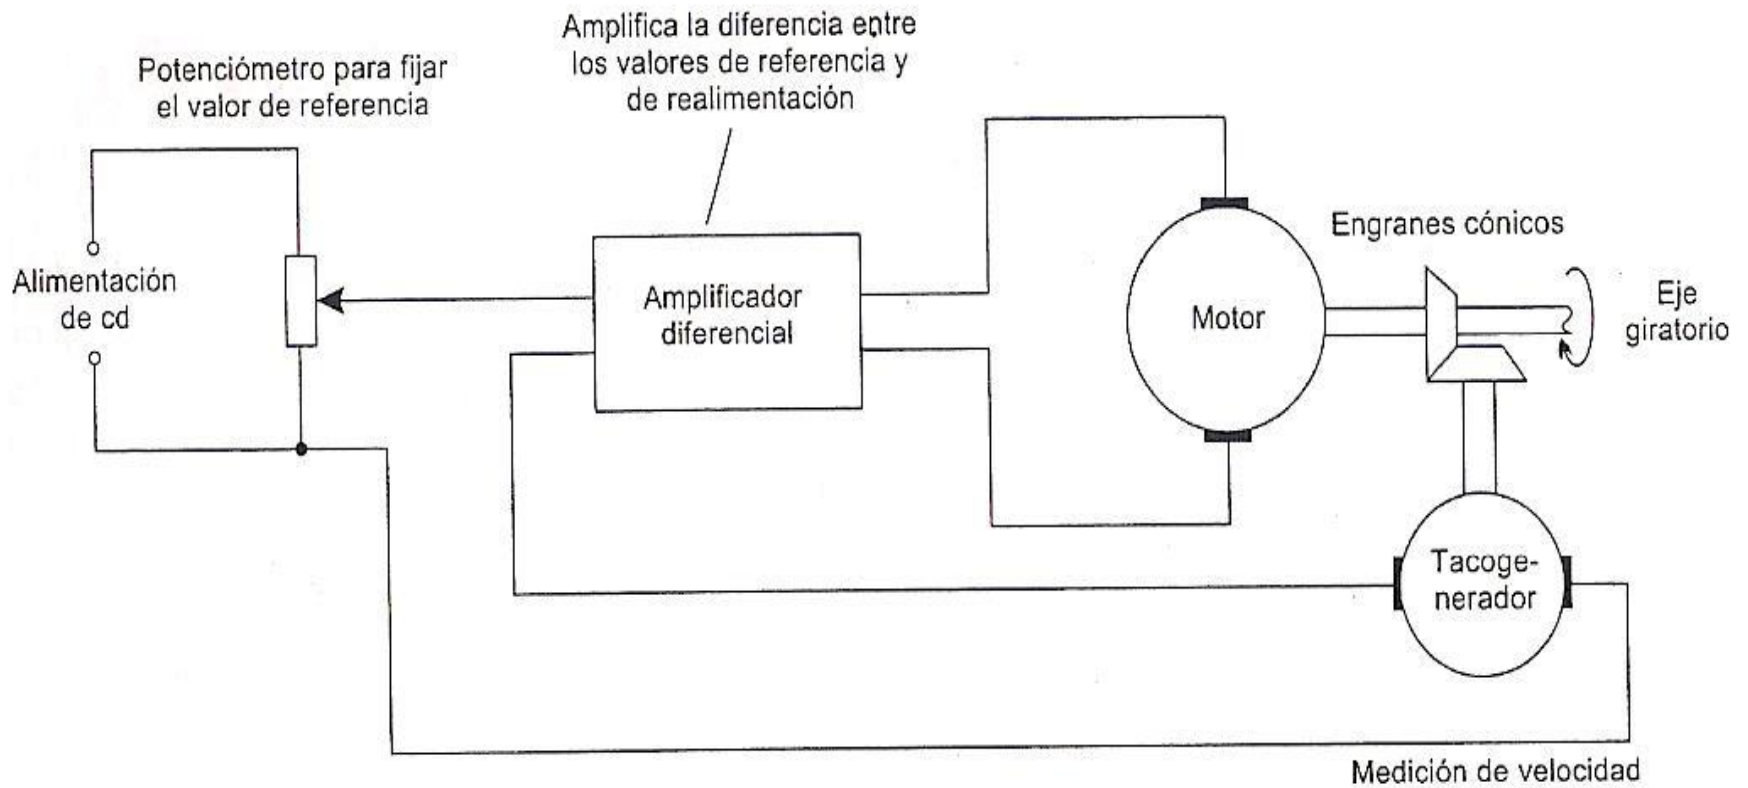 Amplifica la diferencia entre
los valores de referencia y
de realimentación
Potenciómetro para fijar
el valor de referencia
Alimentación
de cd
Amplificador
diferencial
Motor
Engranes cónicos
Eje
giratorio
Tacoge-
nerador
Medición de velocidad